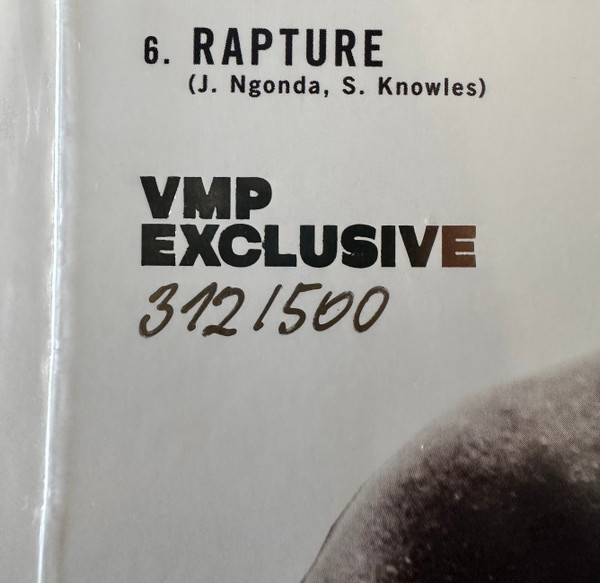 6. RAPTURE
(J. Ngonda, S. Knowles)
VMP
EXCLUSIVE
312/500